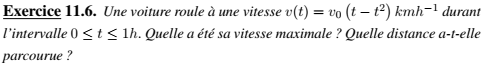 Exercice 11.6. Une voiture roule à une vitesse v(t) = v₀ (t − t²) kmh⁻¹ durant
l'intervalle 0 ≤ t ≤ 1h. Quelle a été sa vitesse maximale ? Quelle distance a-t-elle
parcourue ?